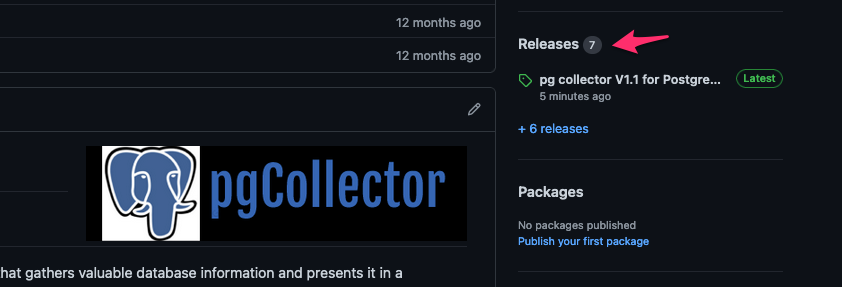 12 months ago
12 months ago
pgCollector
hat gathers valuable database information and presents it in a
Releases 7
pg collector V1.1 for Postgre... Latest
5 minutes ago
+ 6 releases
Packages
No packages published
Publish your first package